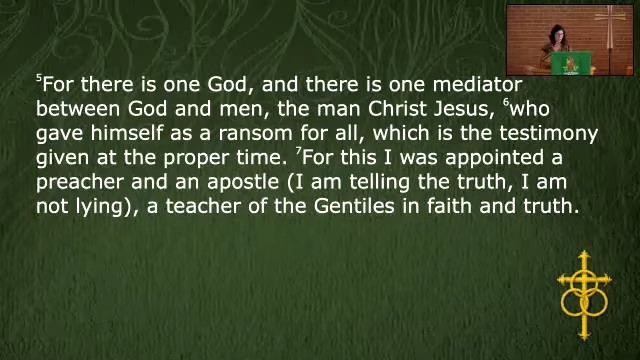 ⁵For there is one God, and there is one mediator
between God and men, the man Christ Jesus, ⁶who
gave himself as a ransom for all, which is the testimony
given at the proper time. ⁷For this I was appointed a
preacher and an apostle (I am telling the truth, I am
not lying), a teacher of the Gentiles in faith and truth.